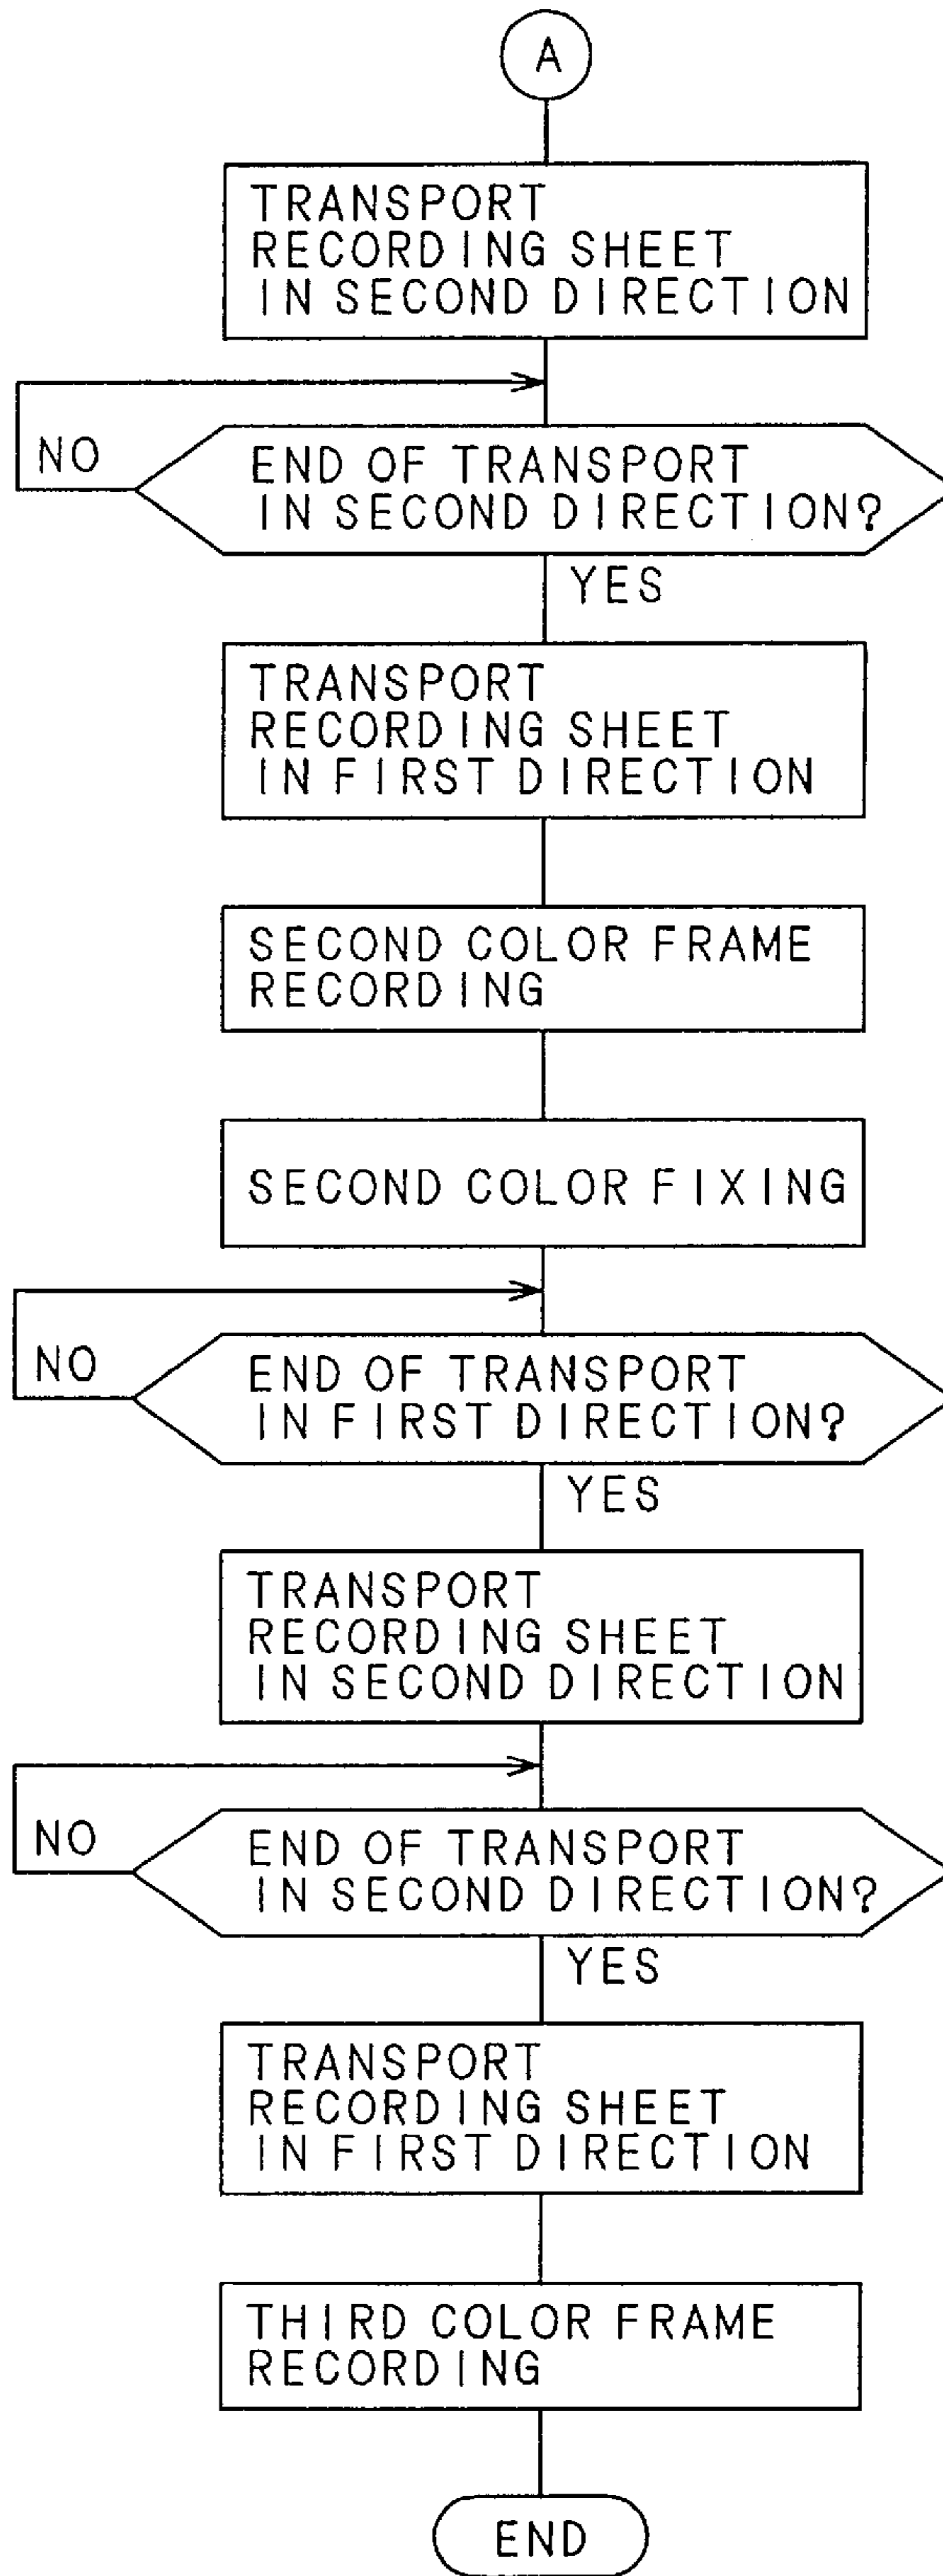 A
TRANSPORT
RECORDING SHEET
IN SECOND DIRECTION
NO
END OF TRANSPORT
IN SECOND DIRECTION?
YES
TRANSPORT
RECORDING SHEET
IN FIRST DIRECTION
SECOND COLOR FRAME
RECORDING
SECOND COLOR FIXING
NO
END OF TRANSPORT
IN FIRST DIRECTION?
YES
TRANSPORT
RECORDING SHEET
IN SECOND DIRECTION
NO
END OF TRANSPORT
IN SECOND DIRECTION?
YES
TRANSPORT
RECORDING SHEET
IN FIRST DIRECTION
THIRD COLOR FRAME
RECORDING
END